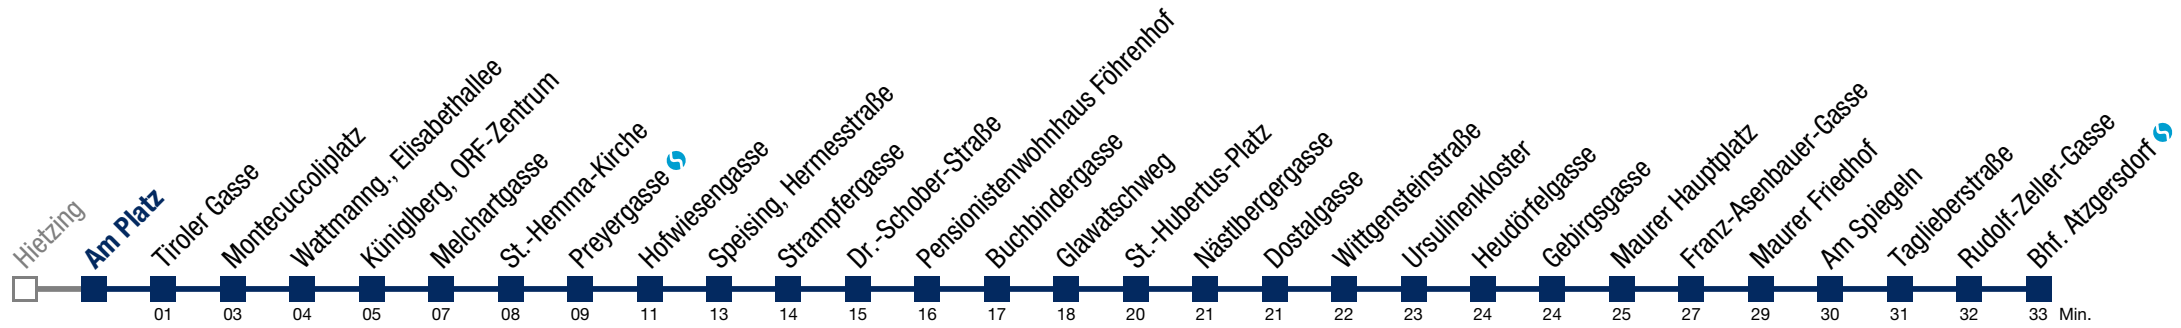 Hietzing
Am Platz
Tiroler Gasse
Montecuccoliplatz
Wattmanng., Elisabethallee
Küniglberg, ORF-Zentrum
Melchartgasse
St.-Hemma-Kirche
Preyergasse
Hofwiesengasse
Speising, Hermesstraße
Strampfergasse
Dr.-Schober-Straße
Pensionistenwohnhaus Föhrenhof
Buchbindergasse
Glawatschweg
St.-Hubertus-Platz
Nästlbergergasse
Dostalgasse
Wittgensteinstraße
Ursulinenkloster
Heudörfelgasse
Gebirgsgasse
Maurer Hauptplatz
Franz-Asenbauer-Gasse
Maurer Friedhof
Am Spiegeln
Taglieberstraße
Rudolf-Zeller-Gasse
Bhf. Atzgersdorf
01 03 04 05 07 08 09 11 13 14 15 16 17 18 20 21 21 22 23 24 24 25 27 29 30 31 32 33 Min.